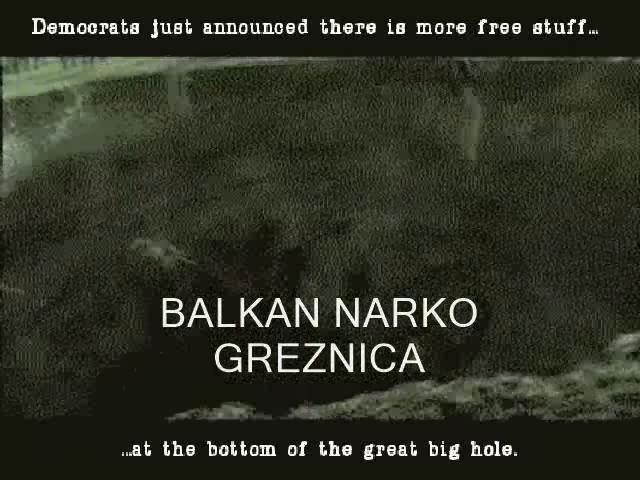 Democrats just announced there is more free stuff...
BALKAN NARKO
GREZNICA
...at the bottom of the great big hole.